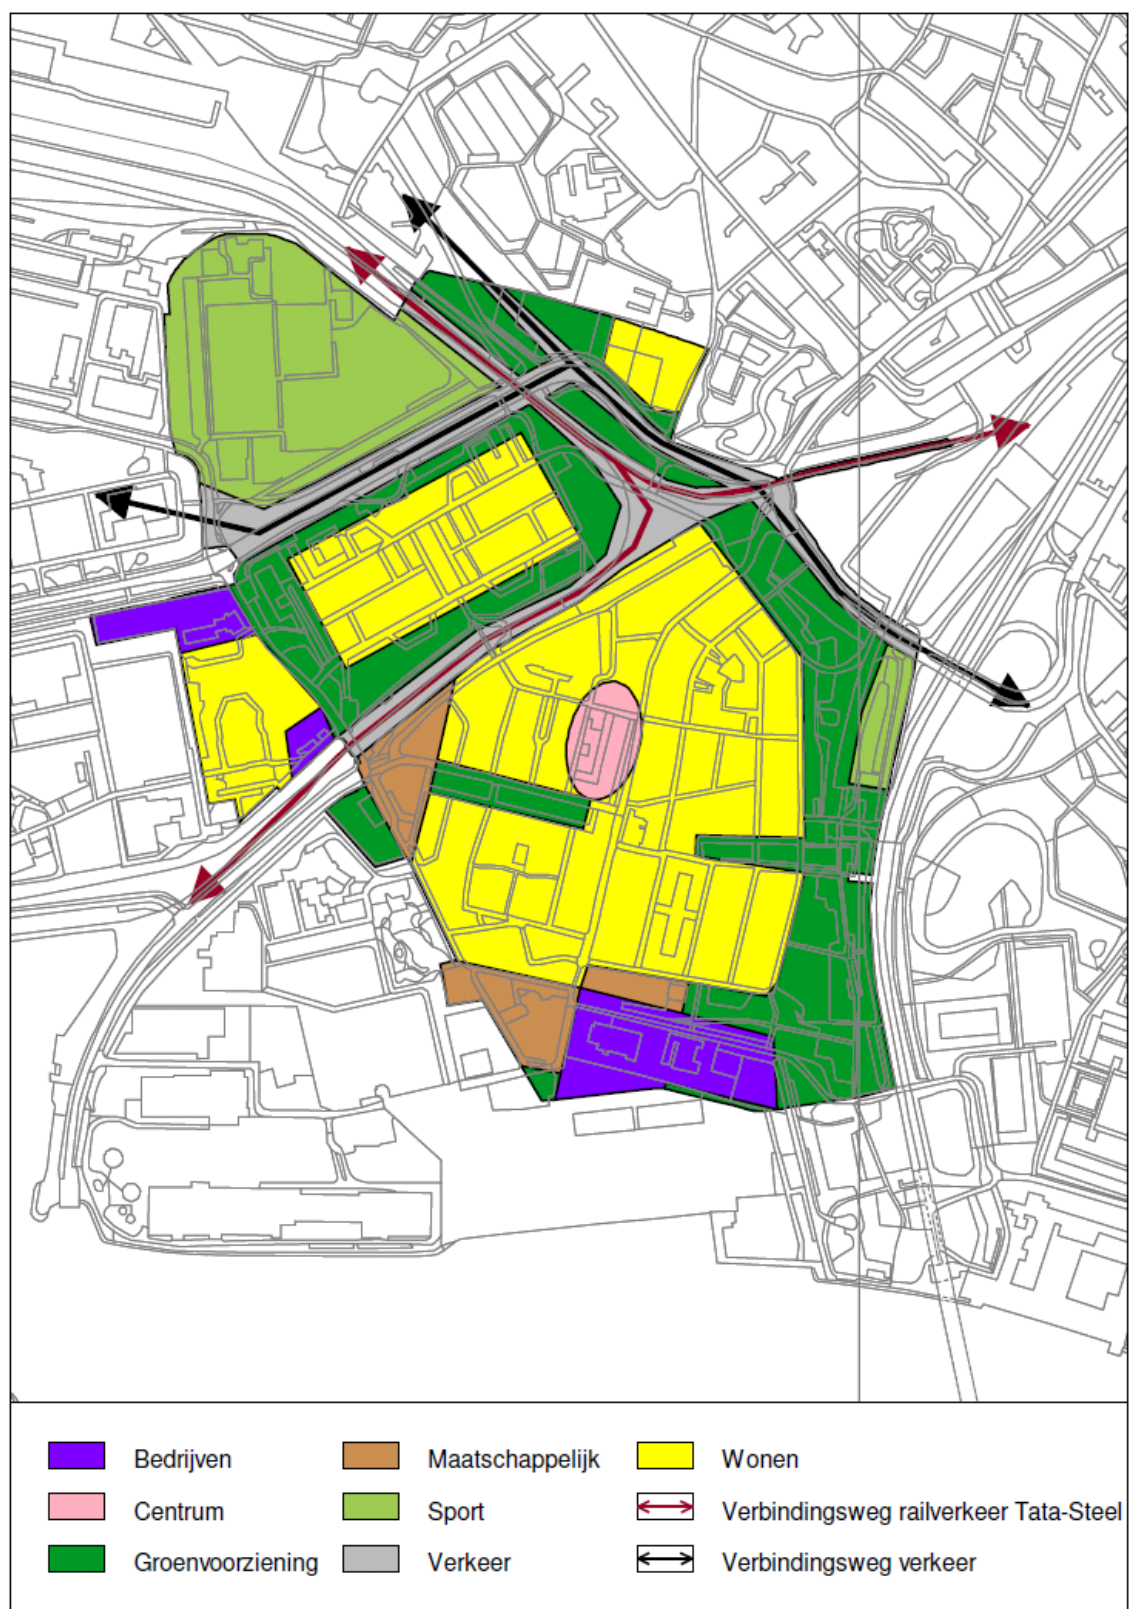 Bedrijven
Maatschappelijk
Wonen
Centrum
Sport
Verbindingsweg railverkeer Tata-Steel
Groenvoorziening
Verkeer
Verbindingsweg verkeer